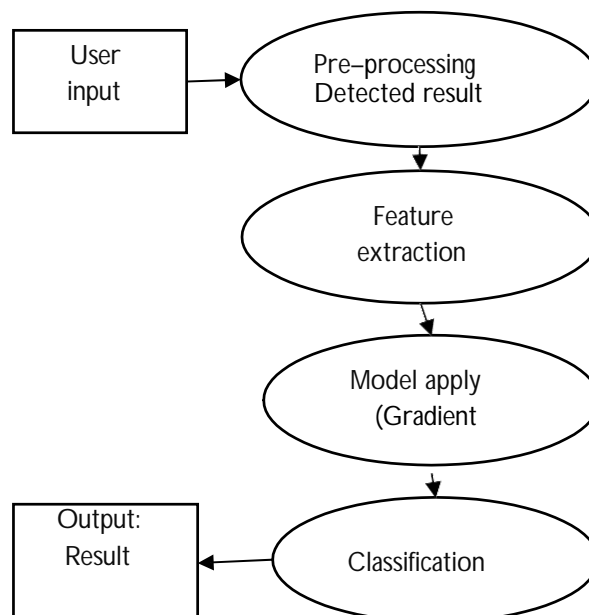 User
input
Pre–processing
Detected result
Feature
extraction
Model apply
(Gradient
Classification
Output:
Result